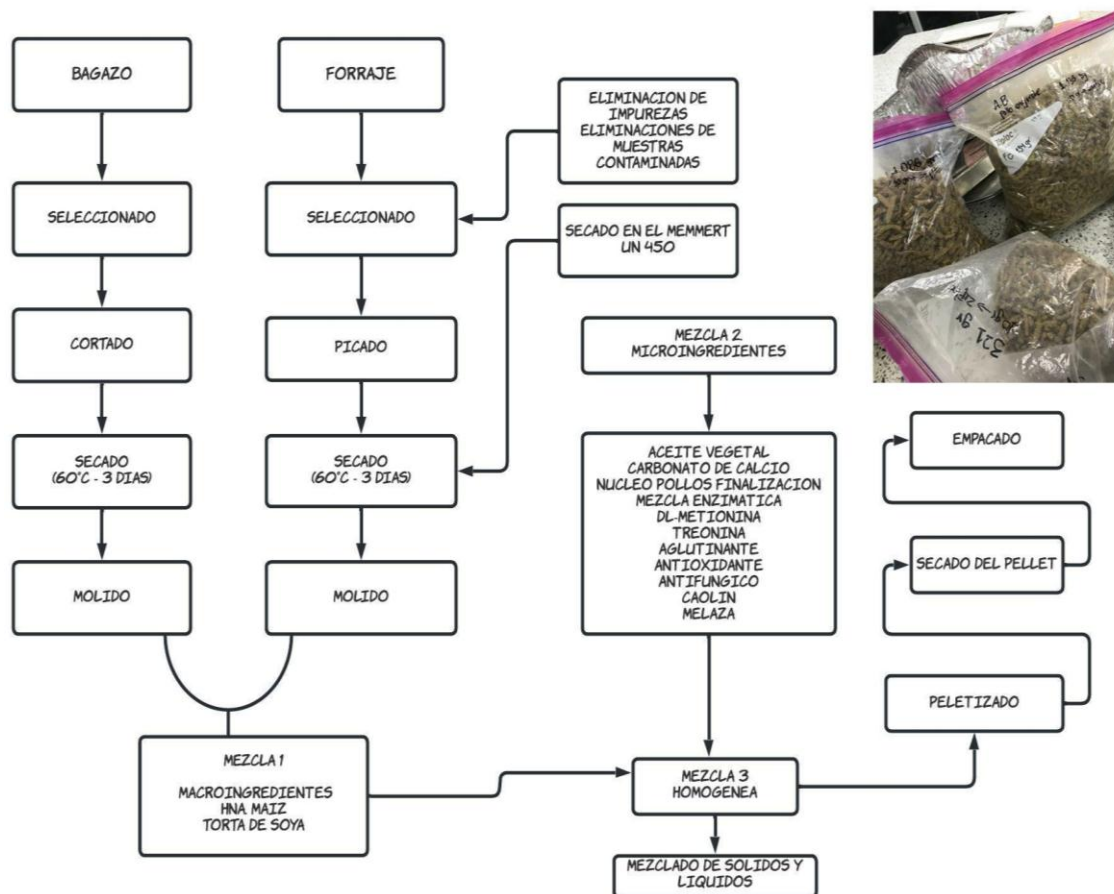 BAGAZO
FORRAJE
ELIMINACION DE
IMPUREZAS
ELIMINACIONES DE
MUESTRAS
CONTAMINADAS
SELECCIONADO
SELECCIONADO
SECADO EN EL MEMMERT
UN 450
CORTADO
PICADO
MEZCLA 2
MICROINGREDIENTES
SECADO
(60°C - 3 DIAS)
SECADO
(60°C - 3 DIAS)
ACEITE VEGETAL
CARBONATO DE CALCIO
NUCLEO POLLOS FINALIZACION
MEZCLA ENZIMATICA
DL-METIONINA
TREONINA
AGLUTINANTE
ANTIOXIDANTE
ANTIFUNGICO
CAOLIN
MELAZA
EMPACADO
SECADO DEL PELLET
MOLIDO
MOLIDO
PELETIZADO
MEZCLA 1
MACROINGREDIENTES
HNA. MAIZ
TORTA DE SOYA
MEZCLA 3
HOMOGENEA
MEZCLADO DE SOLIDOS Y
LIQUIDOS
321 gr